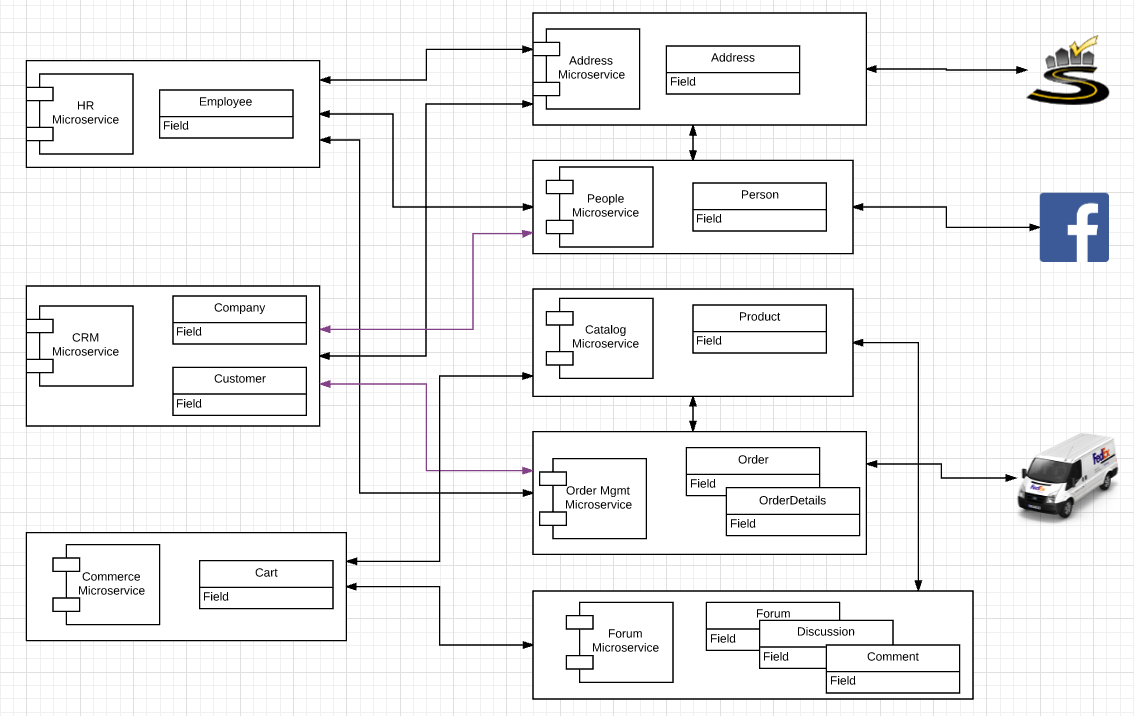 HR
Microservice
Employee
Field
Address
Microservice
Address
Field
People
Microservice
Person
Field
CRM
Microservice
Company
Field
Customer
Field
Catalog
Microservice
Product
Field
Order Mgmt
Microservice
Order
Field
OrderDetails
Field
FedEx
FedEx
Commerce
Microservice
Cart
Field
Forum
Microservice
Forum
Field
Discussion
Field
Comment
Field